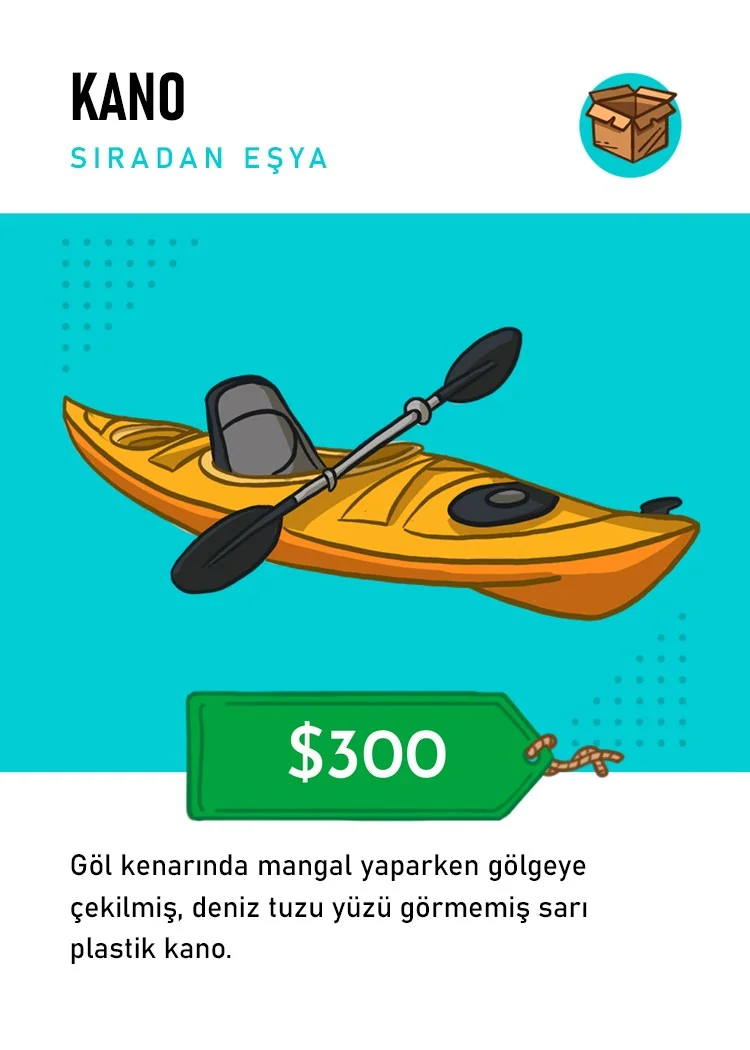 KANO
SIRADAN EŞYA
$300
Göl kenarında mangal yaparken gölgeye
çekilmiş, deniz tuzu yüzü görmemiş sarı
plastik kano.